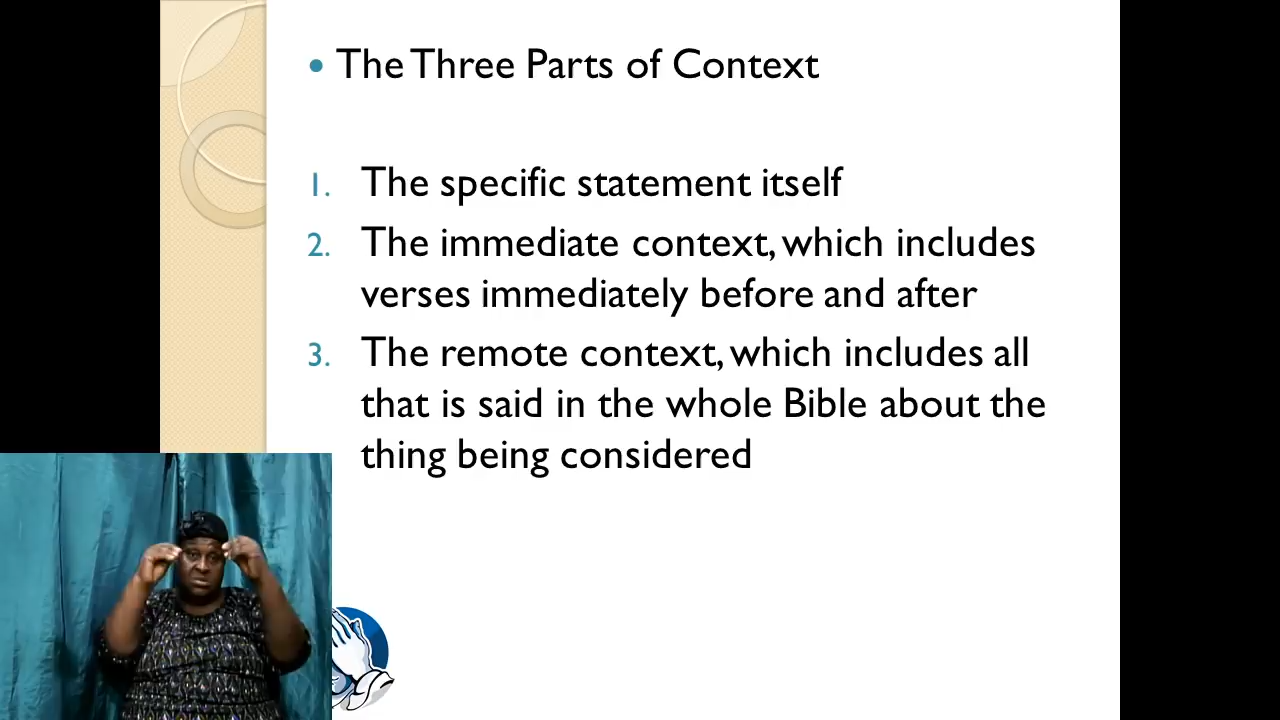 • The Three Parts of Context
1. The specific statement itself
2. The immediate context, which includes
verses immediately before and after
3. The remote context, which includes all
that is said in the whole Bible about the
thing being considered